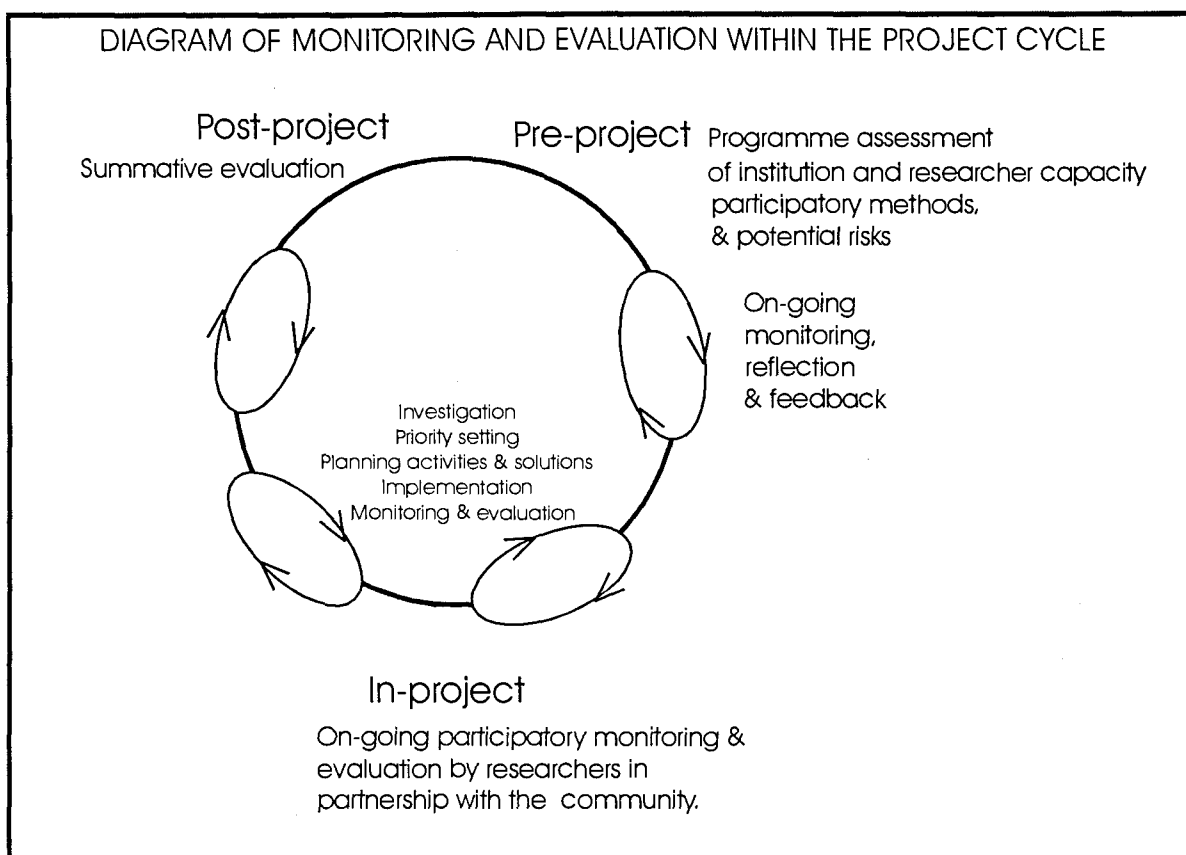 DIAGRAM OF MONITORING AND EVALUATION WITHIN THE PROJECT CYCLE
Post-project
Summative evaluation
Pre-project
Programme assessment
of institution and researcher capacity
participatory methods,
& potential risks
On-going
monitoring,
reflection
& feedback
Investigation
Priority setting
Planning activities & solutions
Implementation
Monitoring & evaluation
In-project
On-going participatory monitoring &
evaluation by researchers in
partnership with the community.